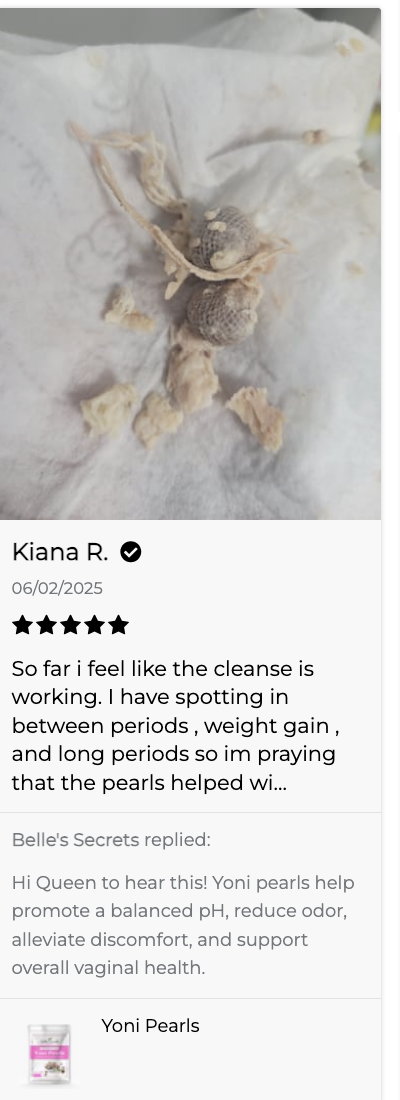 Kiana R.
06/02/2025
So far i feel like the cleanse is
working. I have spotting in
between periods , weight gain ,
and long periods so im praying
that the pearls helped wi...
Belle's Secrets replied:
Hi Queen to hear this! Yoni pearls help
promote a balanced pH, reduce odor,
alleviate discomfort, and support
overall vaginal health.
Yoni Pearls